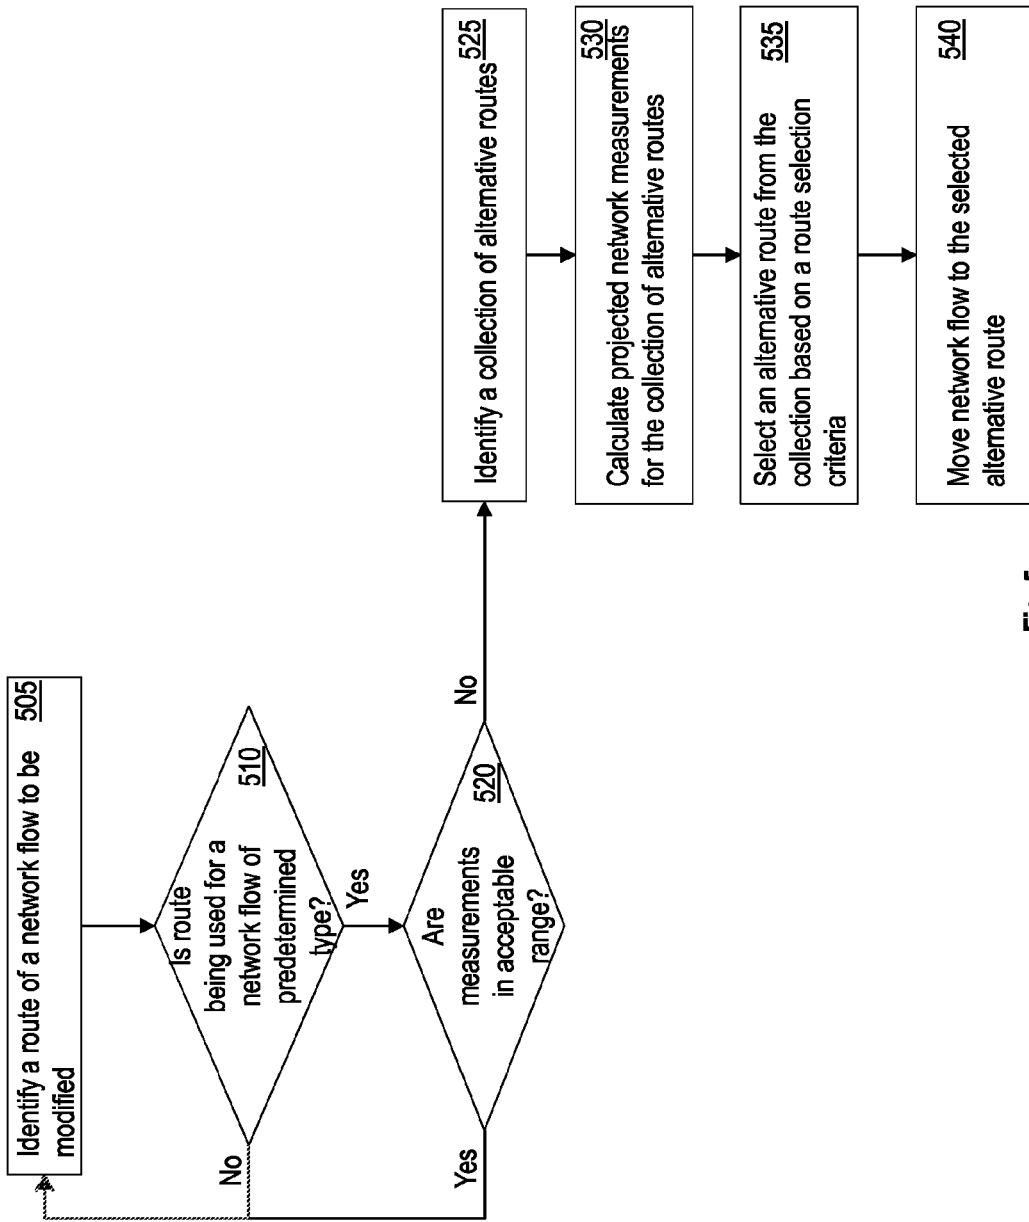 Identify a route of a network flow to be
modified
505
Is route
being used for a
network flow of
predetermined
type?
510
No
Yes
Are
measurements
in acceptable
range?
520
Yes
No
Identify a collection of alternative routes
525
Calculate projected network measurements
for the collection of alternative routes
530
Select an alternative route from the
collection based on a route selection
criteria
535
Move network flow to the selected
alternative route
540